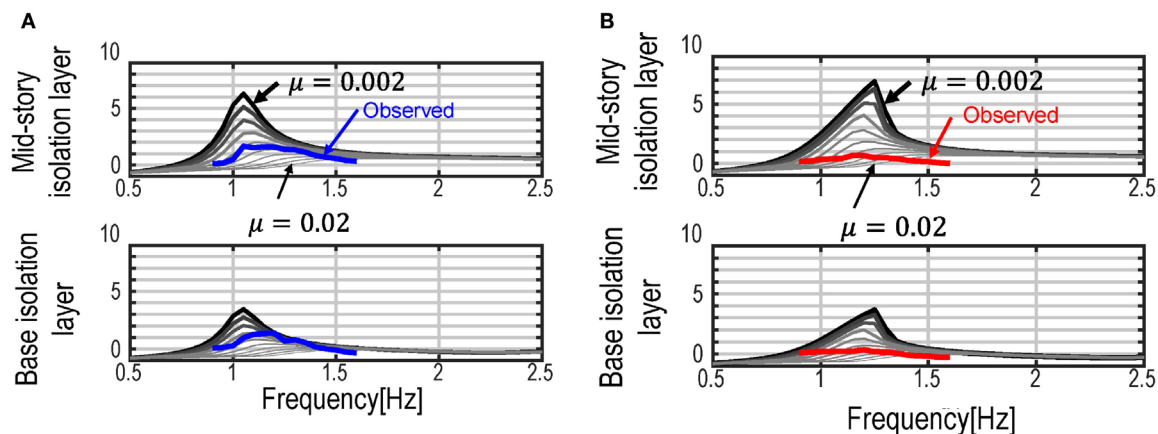 A
Mid-story
isolation layer
10
5
0
μ = 0.002
Observed
0.5
1
1.5
2
2.5
μ = 0.02
Base isolation
layer
10
5
0
0.5
1
1.5
2
2.5
Frequency[Hz]
B
Mid-story
isolation layer
10
5
0
μ = 0.002
Observed
0.5
1
1.5
2
2.5
μ = 0.02
Base isolation
layer
10
5
0
0.5
1
1.5
2
2.5
Frequency[Hz]